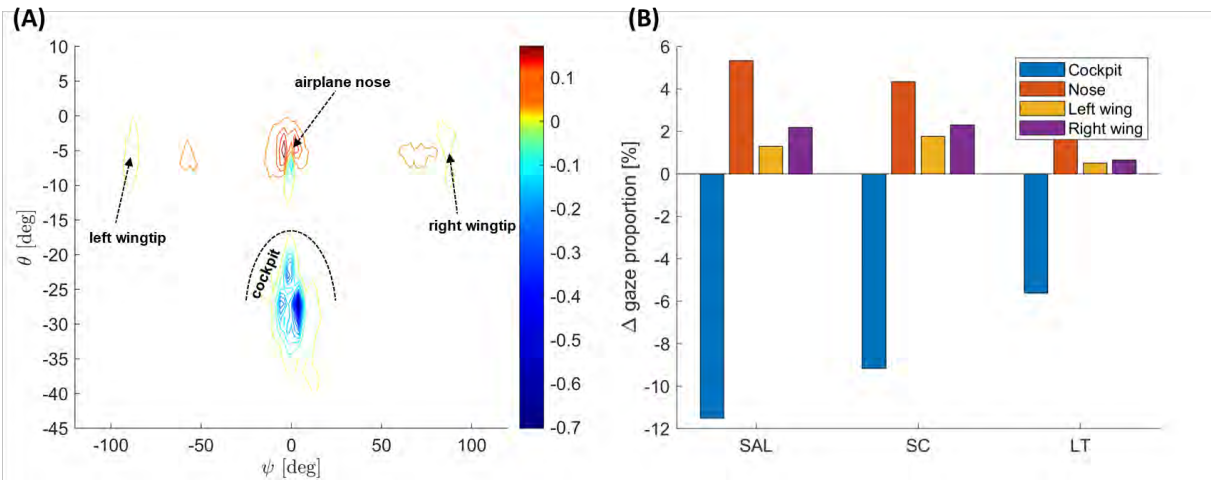 (A)
10
5
0
-5
-10
-15
-20
-25
-30
-35
-40
-45
θ [deg]
-100
-50
0
50
100
ψ [deg]
airplane nose
left wingtip
right wingtip
cockpit
0.1
0
-0.1
-0.2
-0.3
-0.4
-0.5
-0.6
-0.7
(B)
6
4
2
0
-2
-4
-6
-8
-10
-12
Δ gaze proportion [%]
Cockpit
Nose
Left wing
Right wing
SAL
SC
LT